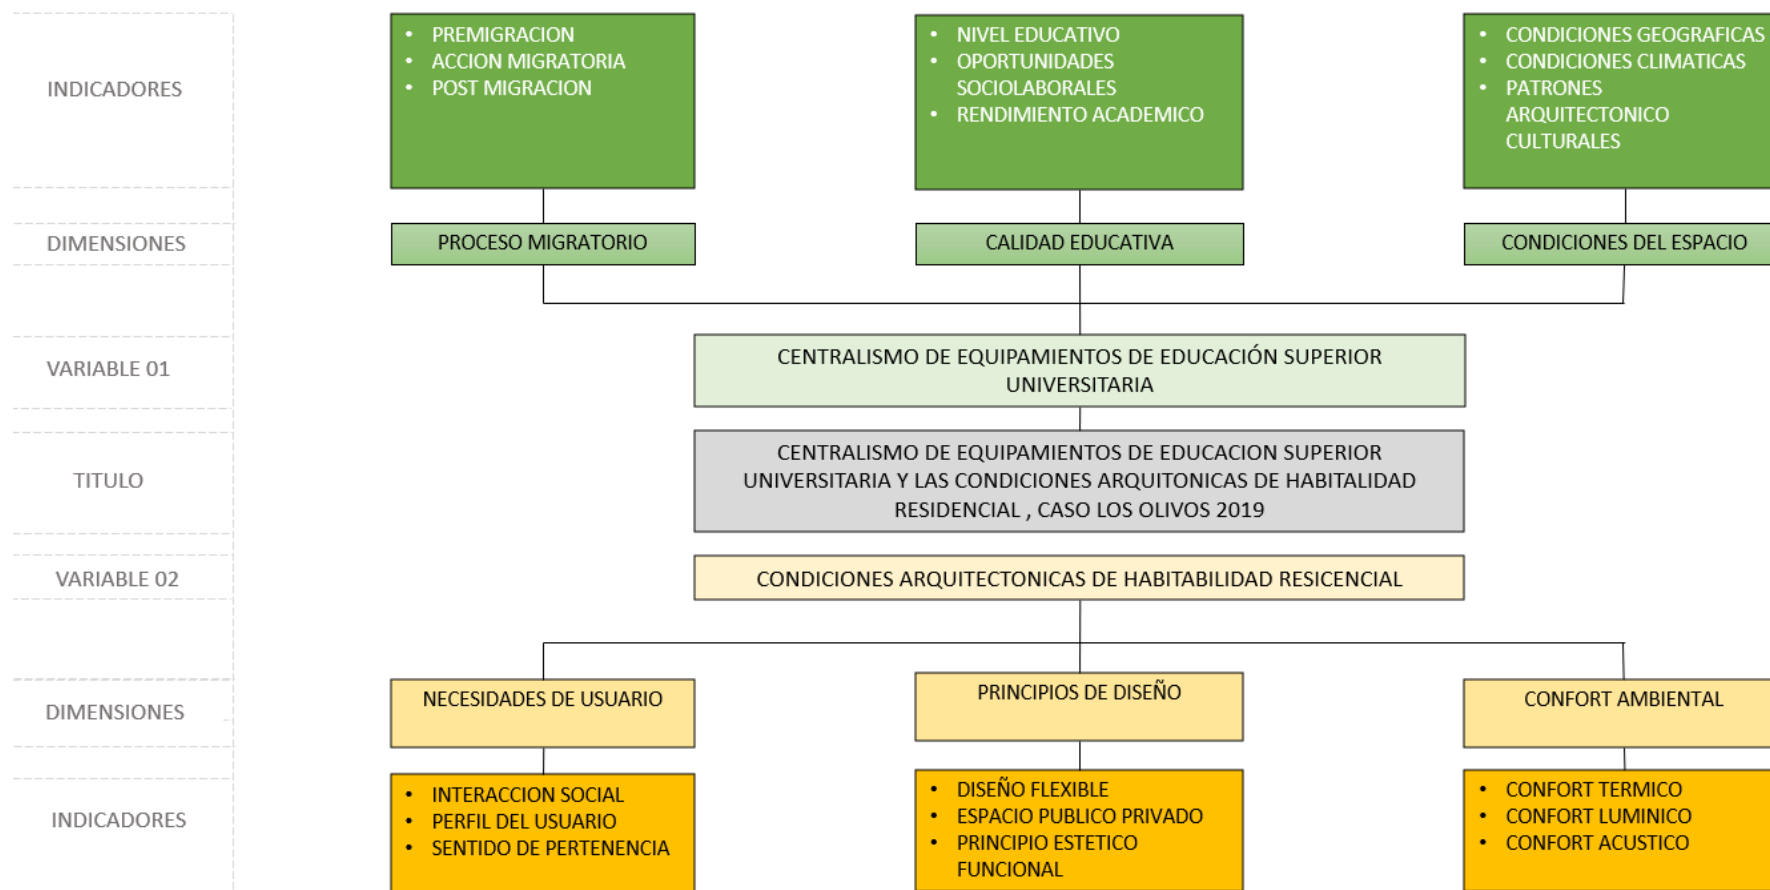 INDICADORES
• PREMIGRACION
• ACCION MIGRATORIA
• POST MIGRACION
• NIVEL EDUCATIVO
• OPORTUNIDADES
SOCIOLABORALES
• RENDIMIENTO ACADEMICO
• CONDICIONES GEOGRAFICAS
• CONDICIONES CLIMATICAS
• PATRONES
ARQUITECTONICO
CULTURALES
DIMENSIONES
PROCESO MIGRATORIO
CALIDAD EDUCATIVA
CONDICIONES DEL ESPACIO
VARIABLE 01
CENTRALISMO DE EQUIPAMIENTOS DE EDUCACIÓN SUPERIOR
UNIVERSITARIA
TITULO
CENTRALISMO DE EQUIPAMIENTOS DE EDUCACION SUPERIOR
UNIVERSITARIA Y LAS CONDICIONES ARQUITONICAS DE HABITALIDAD
RESIDENCIAL , CASO LOS OLIVOS 2019
VARIABLE 02
CONDICIONES ARQUITECTONICAS DE HABITABILIDAD RESICENCIAL
DIMENSIONES
NECESIDADES DE USUARIO
PRINCIPIOS DE DISEÑO
CONFORT AMBIENTAL
INDICADORES
• INTERACCION SOCIAL
• PERFIL DEL USUARIO
• SENTIDO DE PERTENENCIA
• DISEÑO FLEXIBLE
• ESPACIO PUBLICO PRIVADO
• PRINCIPIO ESTETICO
FUNCIONAL
• CONFORT TERMICO
• CONFORT LUMINICO
• CONFORT ACUSTICO